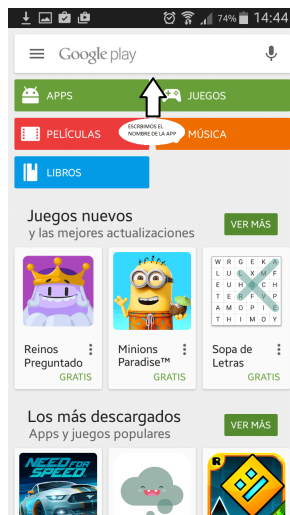 74% 14:44
Google play
APPS
JUEGOS
PELÍCULAS
ESCRBIMOS EL
NOMBRE DE LA APP
MÚSICA
LIBROS
Juegos nuevos
y las mejores actualizaciones
VER MÁS
W R G E K A
L U L X M F
E U H O C H
T E R F V P
A M O P I E
T H I M O Y
Reinos
Preguntado
GRATIS
Minions
Paradise™
GRATIS
Sopa de
Letras
GRATIS
Los más descargados
Apps y juegos populares
VER MÁS
NEED FOR
SPEED
R